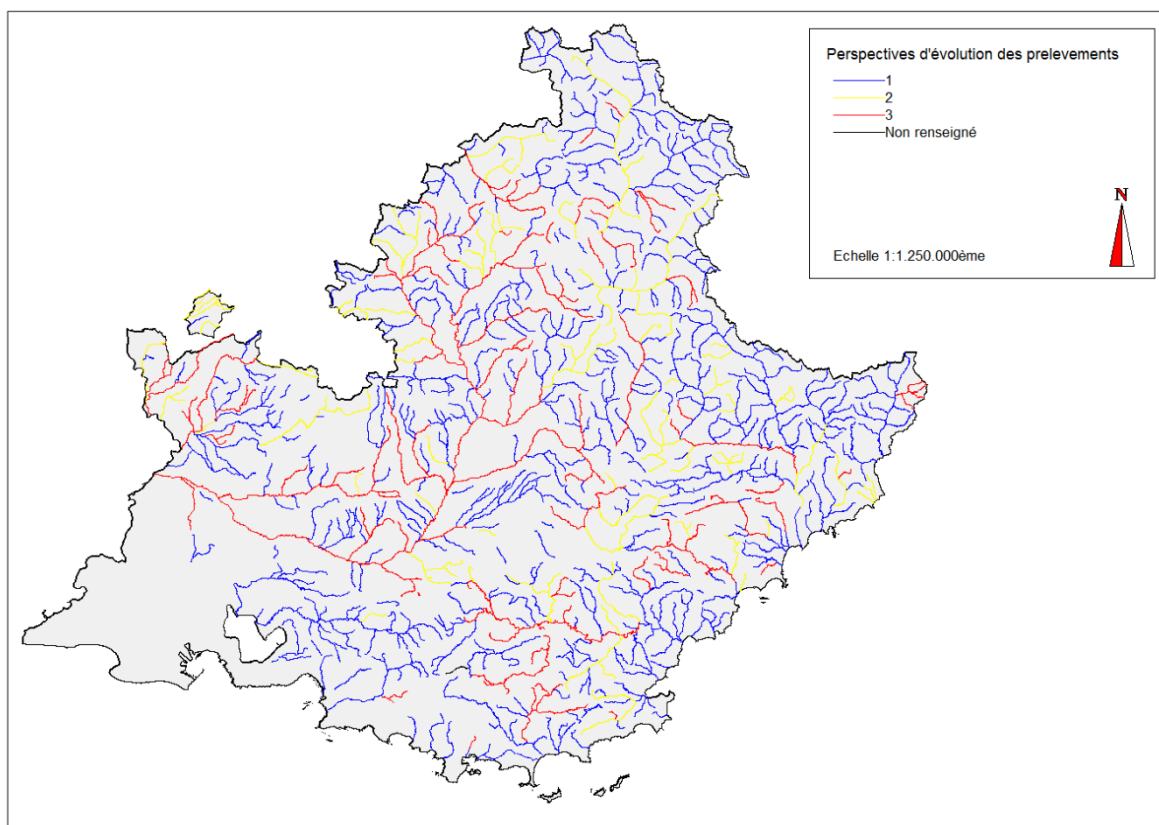 Perspectives d'évolution des prelevements
1
2
3
Non renseigné
N
Echelle 1:1.250.000ème